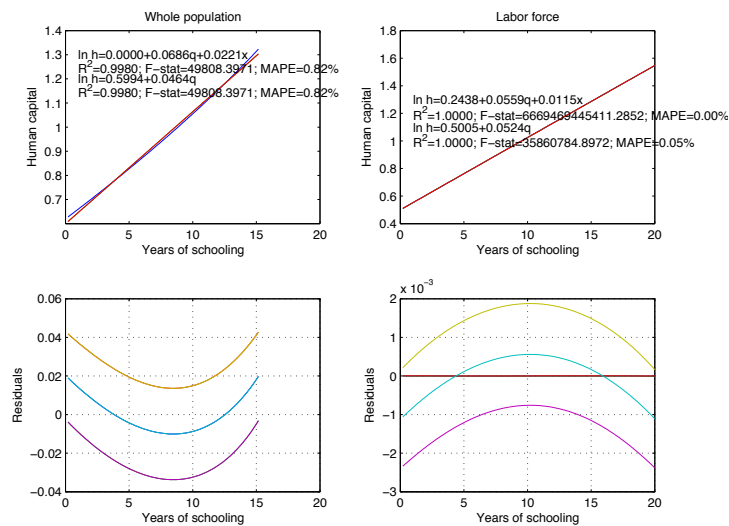 Whole population
1.4
1.3
1.2
1.1
1
0.9
0.8
0.7
Human capital
ln h=0.0000+0.0686q+0.0221x
R²=0.9980; F−stat=49808.3971; MAPE=0.82%
ln h=0.5994+0.0464q
R²=0.9980; F−stat=49808.3971; MAPE=0.82%
0 5 10 15 20
Years of schooling
Labor force
1.8
1.6
1.4
1.2
1
0.8
0.6
0.4
Human capital
ln h=0.2438+0.0559q+0.0115x
R²=1.0000; F−stat=6669469445411.2852; MAPE=0.00%
ln h=0.5005+0.0524q
R²=1.0000; F−stat=35860784.8972; MAPE=0.05%
0 5 10 15 20
Years of schooling
0.06
0.04
0.02
0
−0.02
−0.04
Residuals
0 5 10 15 20
Years of schooling
x 10⁻³
2
1
0
−1
−2
−3
Residuals
0 5 10 15 20
Years of schooling